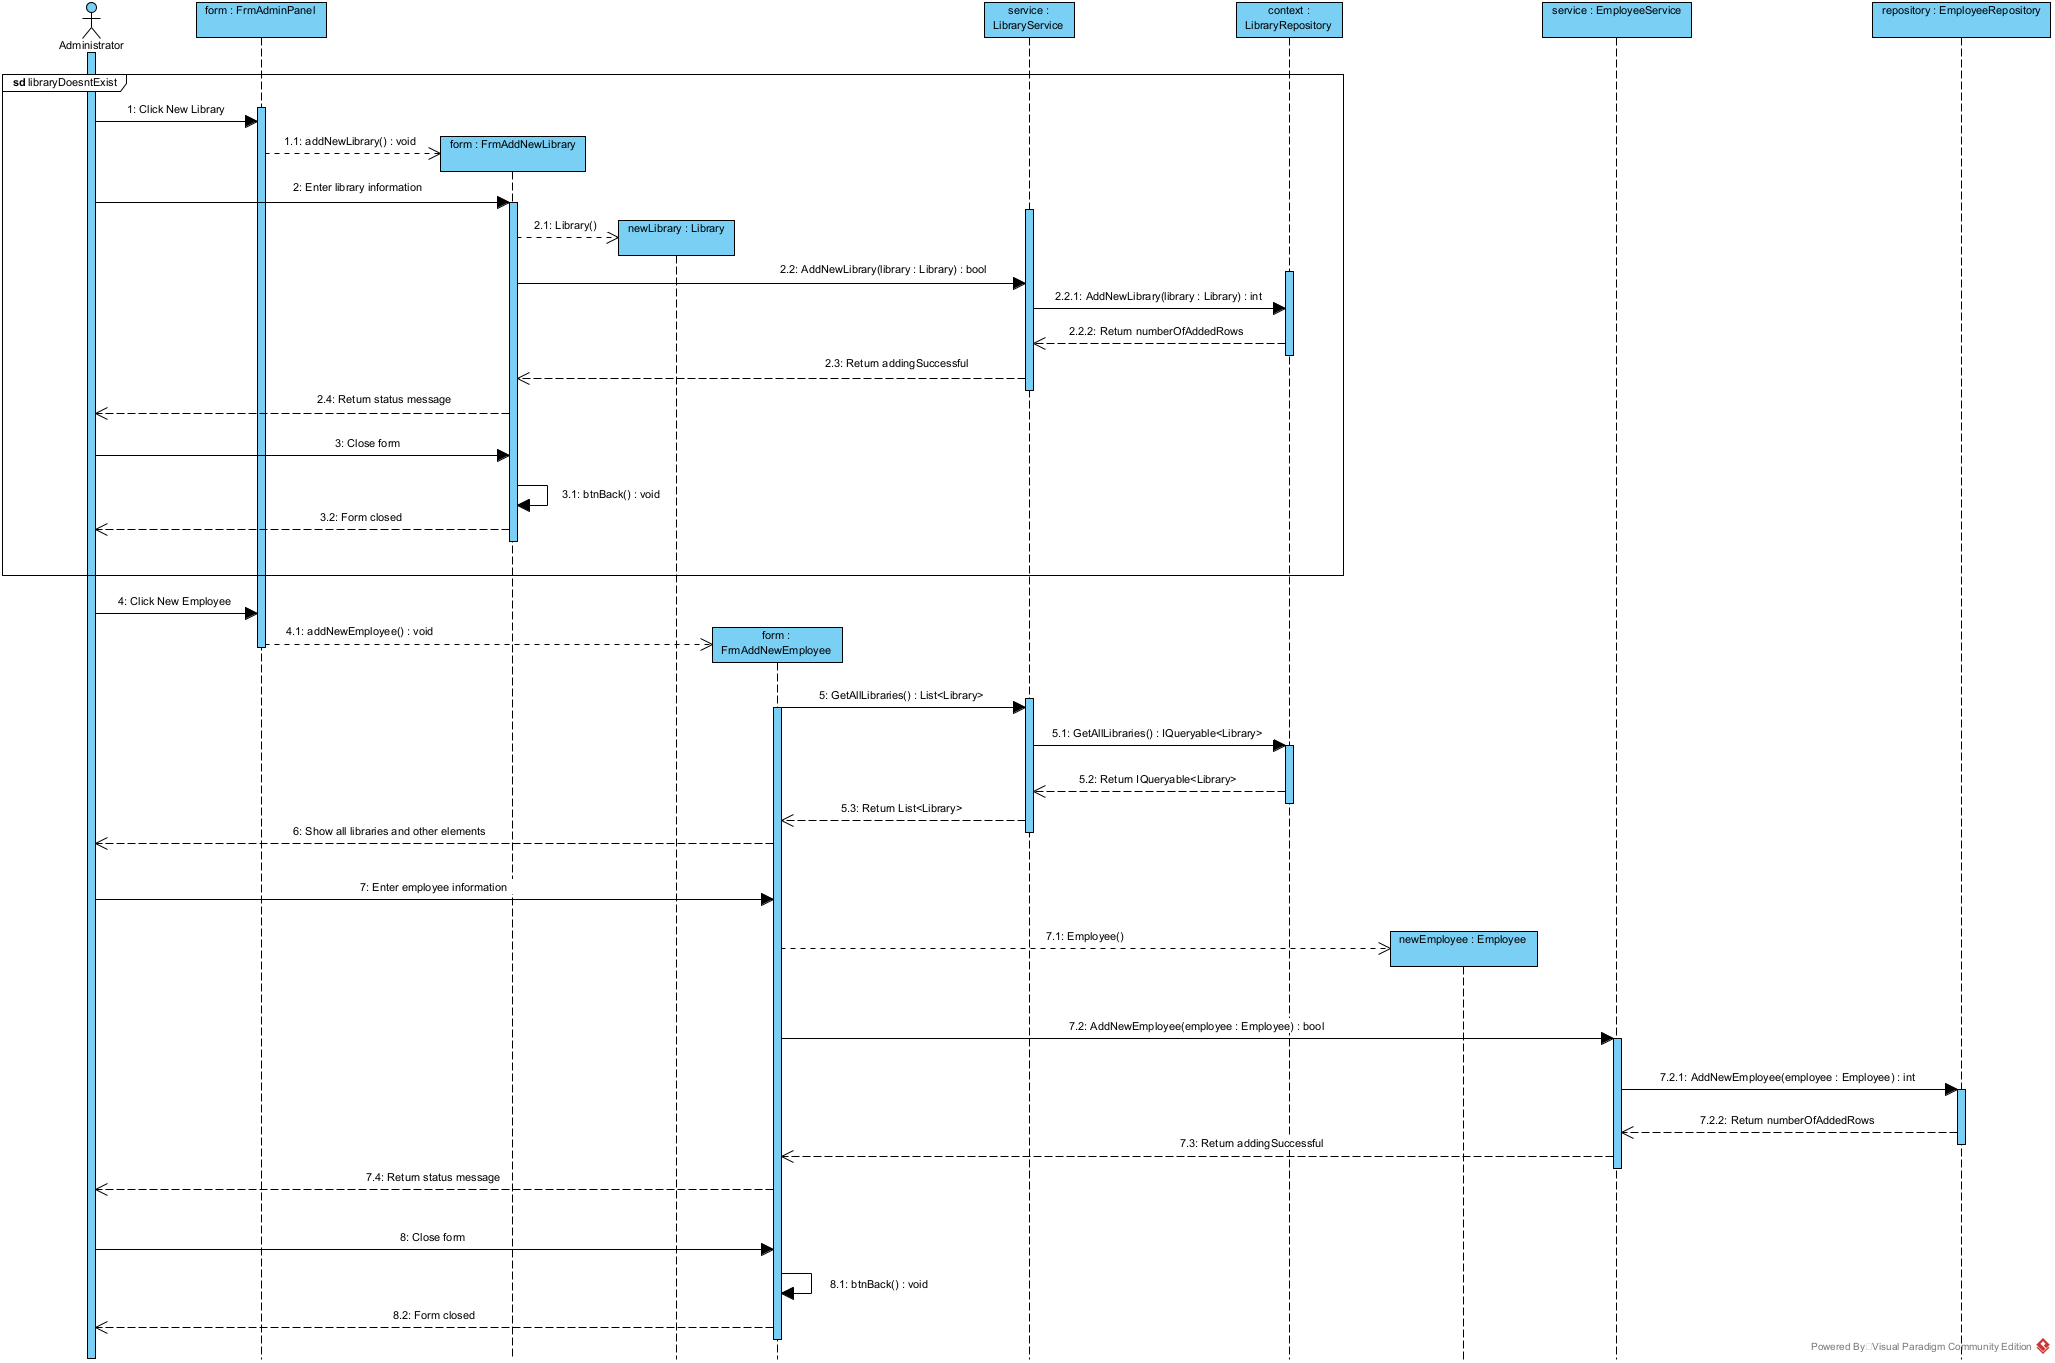 Administrator
form : FrmAdminPanel
service :
LibraryService
context :
LibraryRepository
service : EmployeeService
repository : EmployeeRepository
sd libraryDoesntExist
1: Click New Library
1.1: addNewLibrary() : void
form : FrmAddNewLibrary
2: Enter library information
2.1: Library()
newLibrary : Library
2.2: AddNewLibrary(library : Library) : bool
2.2.1: AddNewLibrary(library : Library) : int
2.2.2: Return numberOfAddedRows
2.3: Return addingSuccessful
2.4: Return status message
3: Close form
3.1: btnBack() : void
3.2: Form closed
4: Click New Employee
4.1: addNewEmployee() : void
form :
FrmAddNewEmployee
5: GetAllLibraries() : List<Library>
5.1: GetAllLibraries() : IQueryable<Library>
5.2: Return IQueryable<Library>
5.3: Return List<Library>
6: Show all libraries and other elements
7: Enter employee information
7.1: Employee()
newEmployee : Employee
7.2: AddNewEmployee(employee : Employee) : bool
7.2.1: AddNewEmployee(employee : Employee) : int
7.2.2: Return numberOfAddedRows
7.3: Return addingSuccessful
7.4: Return status message
8: Close form
8.1: btnBack() : void
8.2: Form closed
Powered By Visual Paradigm Community Edition